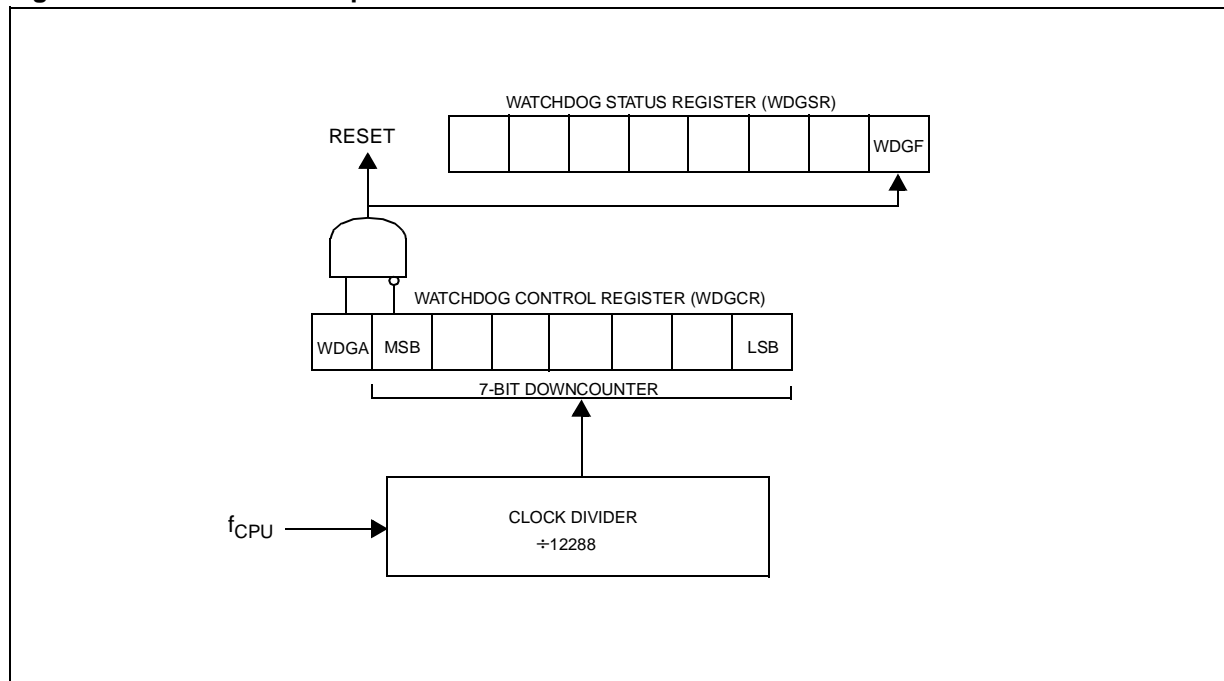 WATCHDOG STATUS REGISTER (WDGSR)
RESET
WDGF
WATCHDOG CONTROL REGISTER (WDGCR)
WDGA MSB LSB
7-BIT DOWNCOUNTER
fCPU
CLOCK DIVIDER
÷12288